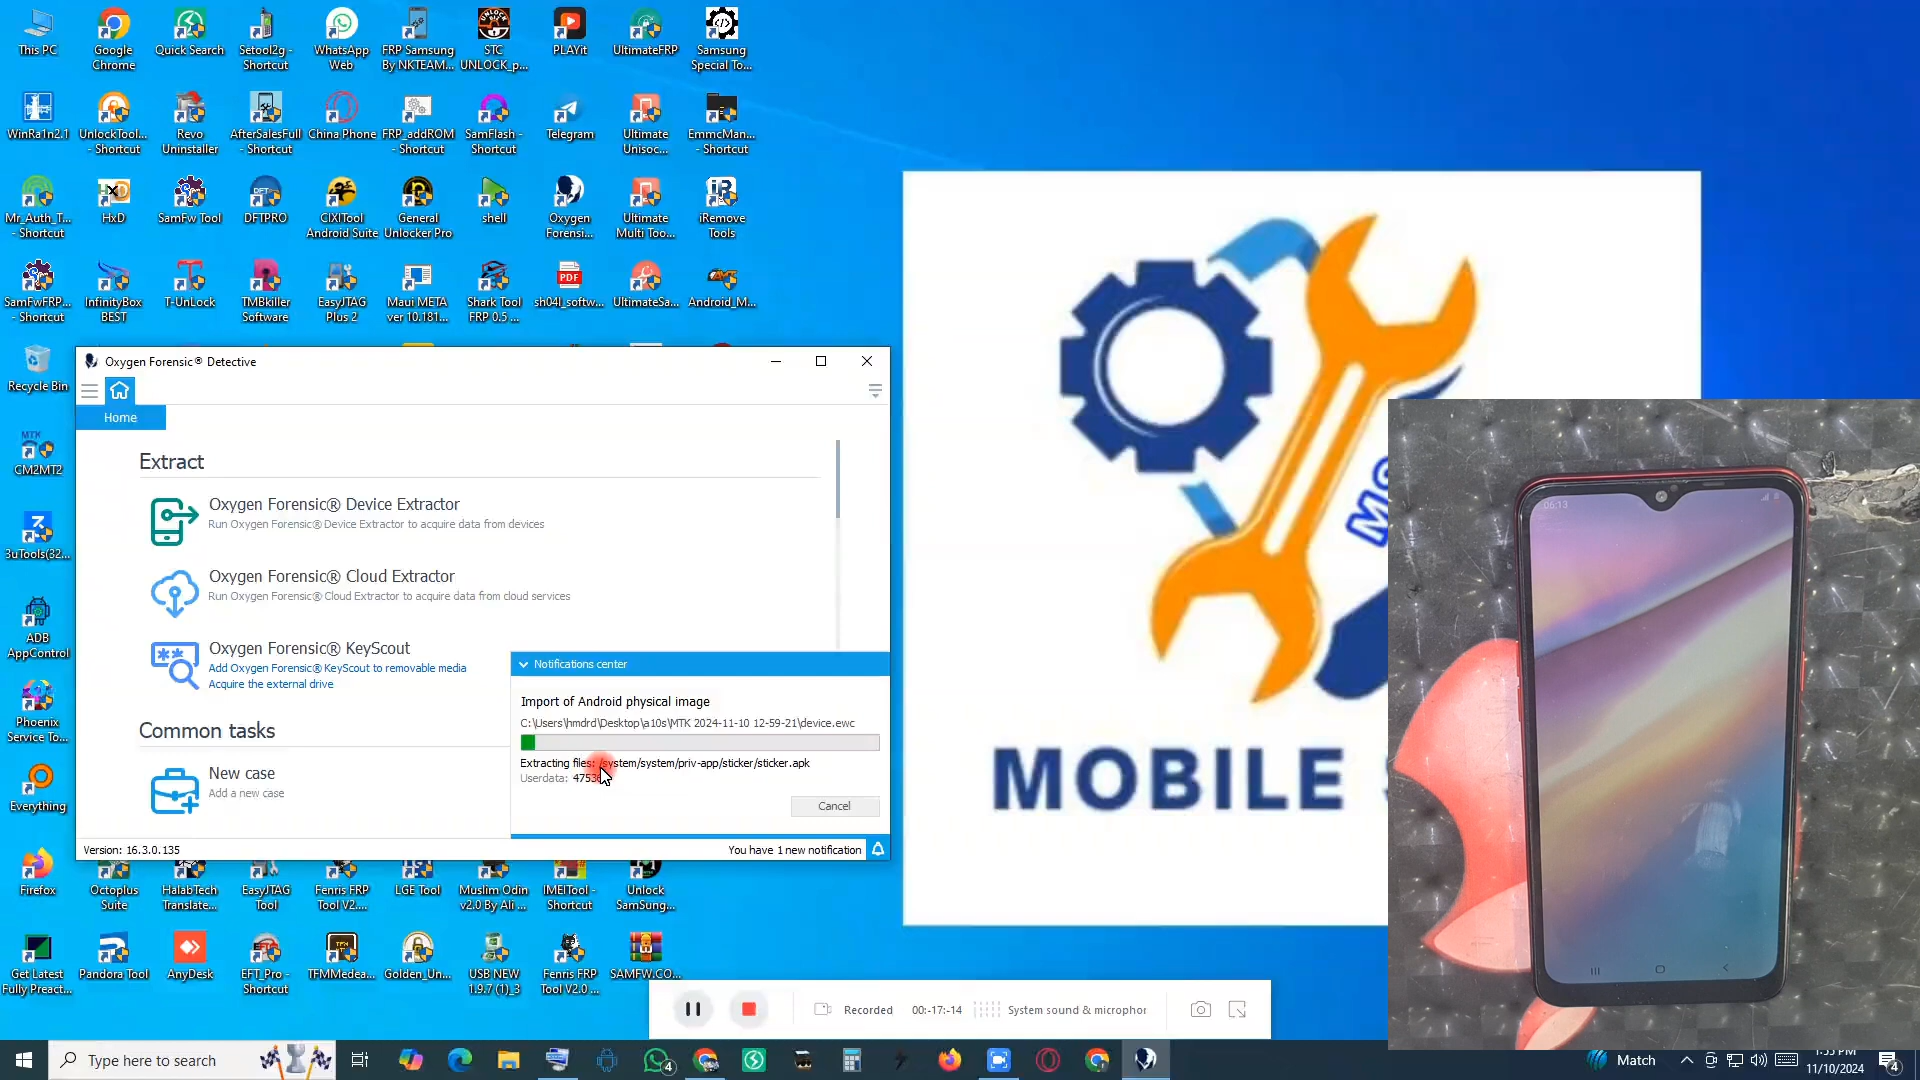 This PC
Google
Chrome
Quick Search
Setool2g -
Shortcut
WhatsApp
Web
FRP Samsung
By NKTEAM...
STC
UNLOCK_p...
PLAYit
UltimateFRP
Samsung
Special To...
WinRa1n2.1
UnlockTool...
- Shortcut
Revo
Uninstaller
AfterSalesFull
- Shortcut
China Phone
FRP_addROM
- Shortcut
SamFlash -
Shortcut
Telegram
Ultimate
Unisoc...
EmmcMan...
- Shortcut
Mr_Auth_T...
- Shortcut
HxD
SamFw Tool
DFTPRO
CIXITool
Android Suite
General
Unlocker Pro
shell
Oxygen
Forensi...
Ultimate
Multi Too...
iRemove
Tools
SamFwFRP...
- Shortcut
InfinityBox
BEST
T-UnLock
TMBkiller
Software
EasyJTAG
Plus 2
Maui META
ver 10.181...
Shark Tool
FRP 0.5 ...
sh04l_softw...
UltimateSa...
Android_M...
Recycle Bin
MTK
CM2MT2
3uTools(32...
ADB
AppControl
Phoenix
Service To...
Everything
Oxygen Forensic® Detective
Home
Extract
Oxygen Forensic® Device Extractor
Run Oxygen Forensic® Device Extractor to acquire data from devices
Oxygen Forensic® Cloud Extractor
Run Oxygen Forensic® Cloud Extractor to acquire data from cloud services
Oxygen Forensic® KeyScout
Add Oxygen Forensic® KeyScout to removable media
Acquire the external drive
Common tasks
New case
Add a new case
Notifications center
Import of Android physical image
C:\Users\hmdrd\Desktop\a10s\MTK 2024-11-10 12-59-21\device.ewc
Extracting files: /system/system/priv-app/sticker/sticker.apk
Userdata:
Cancel
Version: 16.3.0.135
You have 1 new notification
MOBILE
06:13
Firefox
Octoplus
Suite
HalabTech
Translate...
EasyJTAG
Tool
Fenris FRP
Tool V2....
LGE Tool
Muslim Odin
v2.0 By Ali ...
IMEITool -
Shortcut
Unlock
SamSung...
Get Latest
Fully Preact...
Pandora Tool
AnyDesk
EFT_Pro -
Shortcut
TFMMedea...
Golden_Un...
USB NEW
1.9.7 (1)_3
Fenris FRP
Tool V2.0 ...
SAMFW.CO...
Recorded
00:-17:-14
System sound & microphor
Type here to search
4
Match
1:55 PM
11/10/2024
4